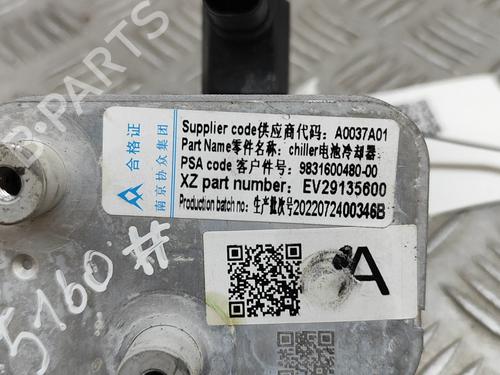 B-PARTS
合格证
南京协众集团
Supplier code供应商代码： A0037A01
Part Name零件名称： chiller电池冷却器
PSA code 客户件号： 9831600480-00
XZ part number： EV29135600
Production batch no： 生产批次号2022072400346B
A
5160#